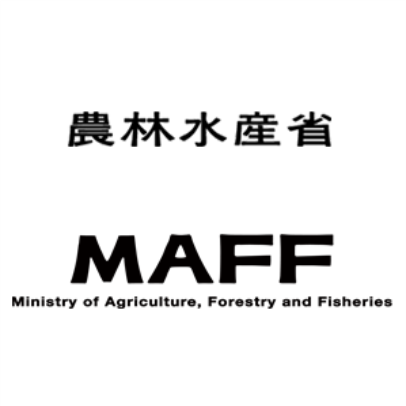 農林水産省
MAFF
Ministry of Agriculture, Forestry and Fisheries